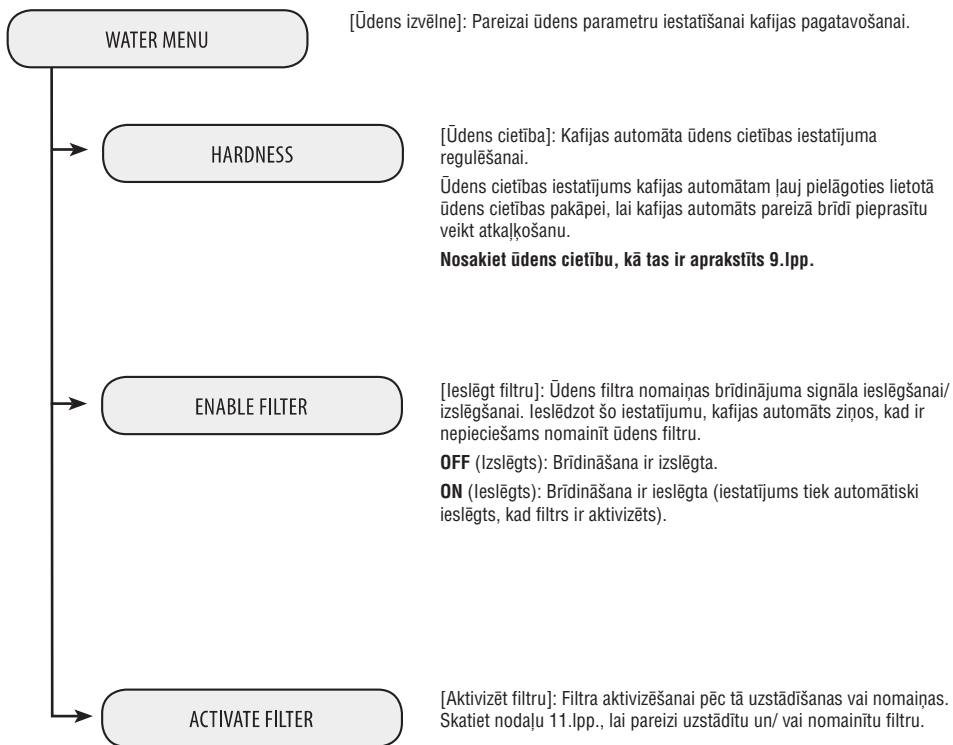 WATER MENU
[Ūdens izvēlne]: Pareizai ūdens parametru iestatīšanai kafijas pagatavošanai.
HARDNESS
[Ūdens cietība]: Kafijas automāta ūdens cietības iestatījuma
regulēšanai.
Ūdens cietības iestatījums kafijas automātam ļauj pielāgoties lietotā
ūdens cietības pakāpei, lai kafijas automāts pareizā brīdī pieprasītu
veikt atkaļķošanu.
Nosakiet ūdens cietību, kā tas ir aprakstīts 9.lpp.
ENABLE FILTER
[Ieslēgt filtru]: Ūdens filtra nomaiņas brīdinājuma signāla ieslēgšanai/
izslēgšanai. Ieslēdzot šo iestatījumu, kafijas automāts ziņos, kad ir
nepieciešams nomainīt ūdens filtru.
OFF (Izslēgts): Brīdināšana ir izslēgta.
ON (Ieslēgts): Brīdināšana ir ieslēgta (iestatījums tiek automātiski
ieslēgts, kad filtrs ir aktivizēts).
ACTIVATE FILTER
[Aktivizēt filtru]: Filtra aktivizēšanai pēc tā uzstādīšanas vai nomaiņas.
Skatiet nodaļu 11.lpp., lai pareizi uzstādītu un/ vai nomainītu filtru.